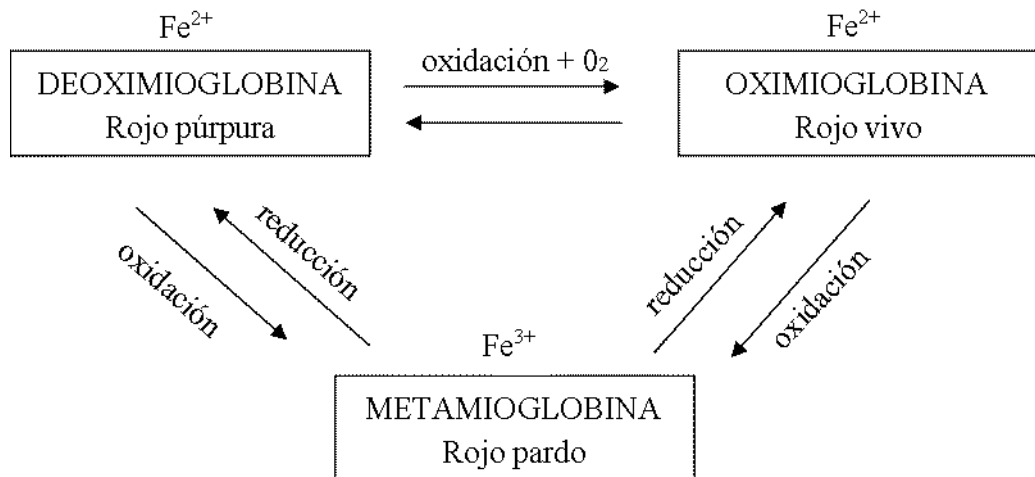 Fe²⁺
Fe²⁺
DEOXIMIOGLOBINA
Rojo púrpura
oxidación + 0₂
OXIMIOGLOBINA
Rojo vivo
oxidación
reducción
reducción
oxidación
Fe³⁺
METAMIOGLOBINA
Rojo pardo